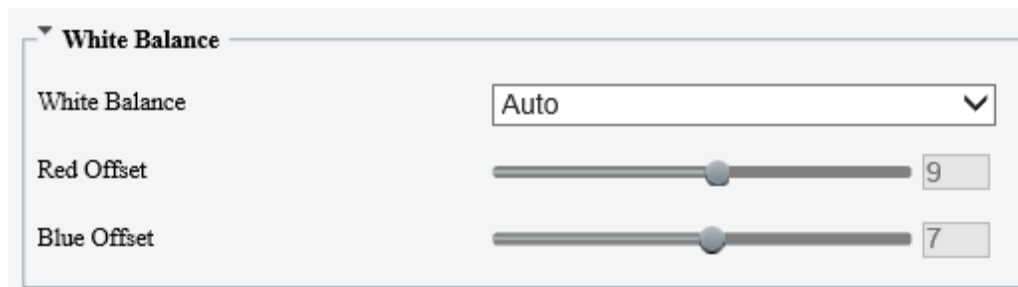 White Balance
White Balance Auto
Red Offset 9
Blue Offset 7